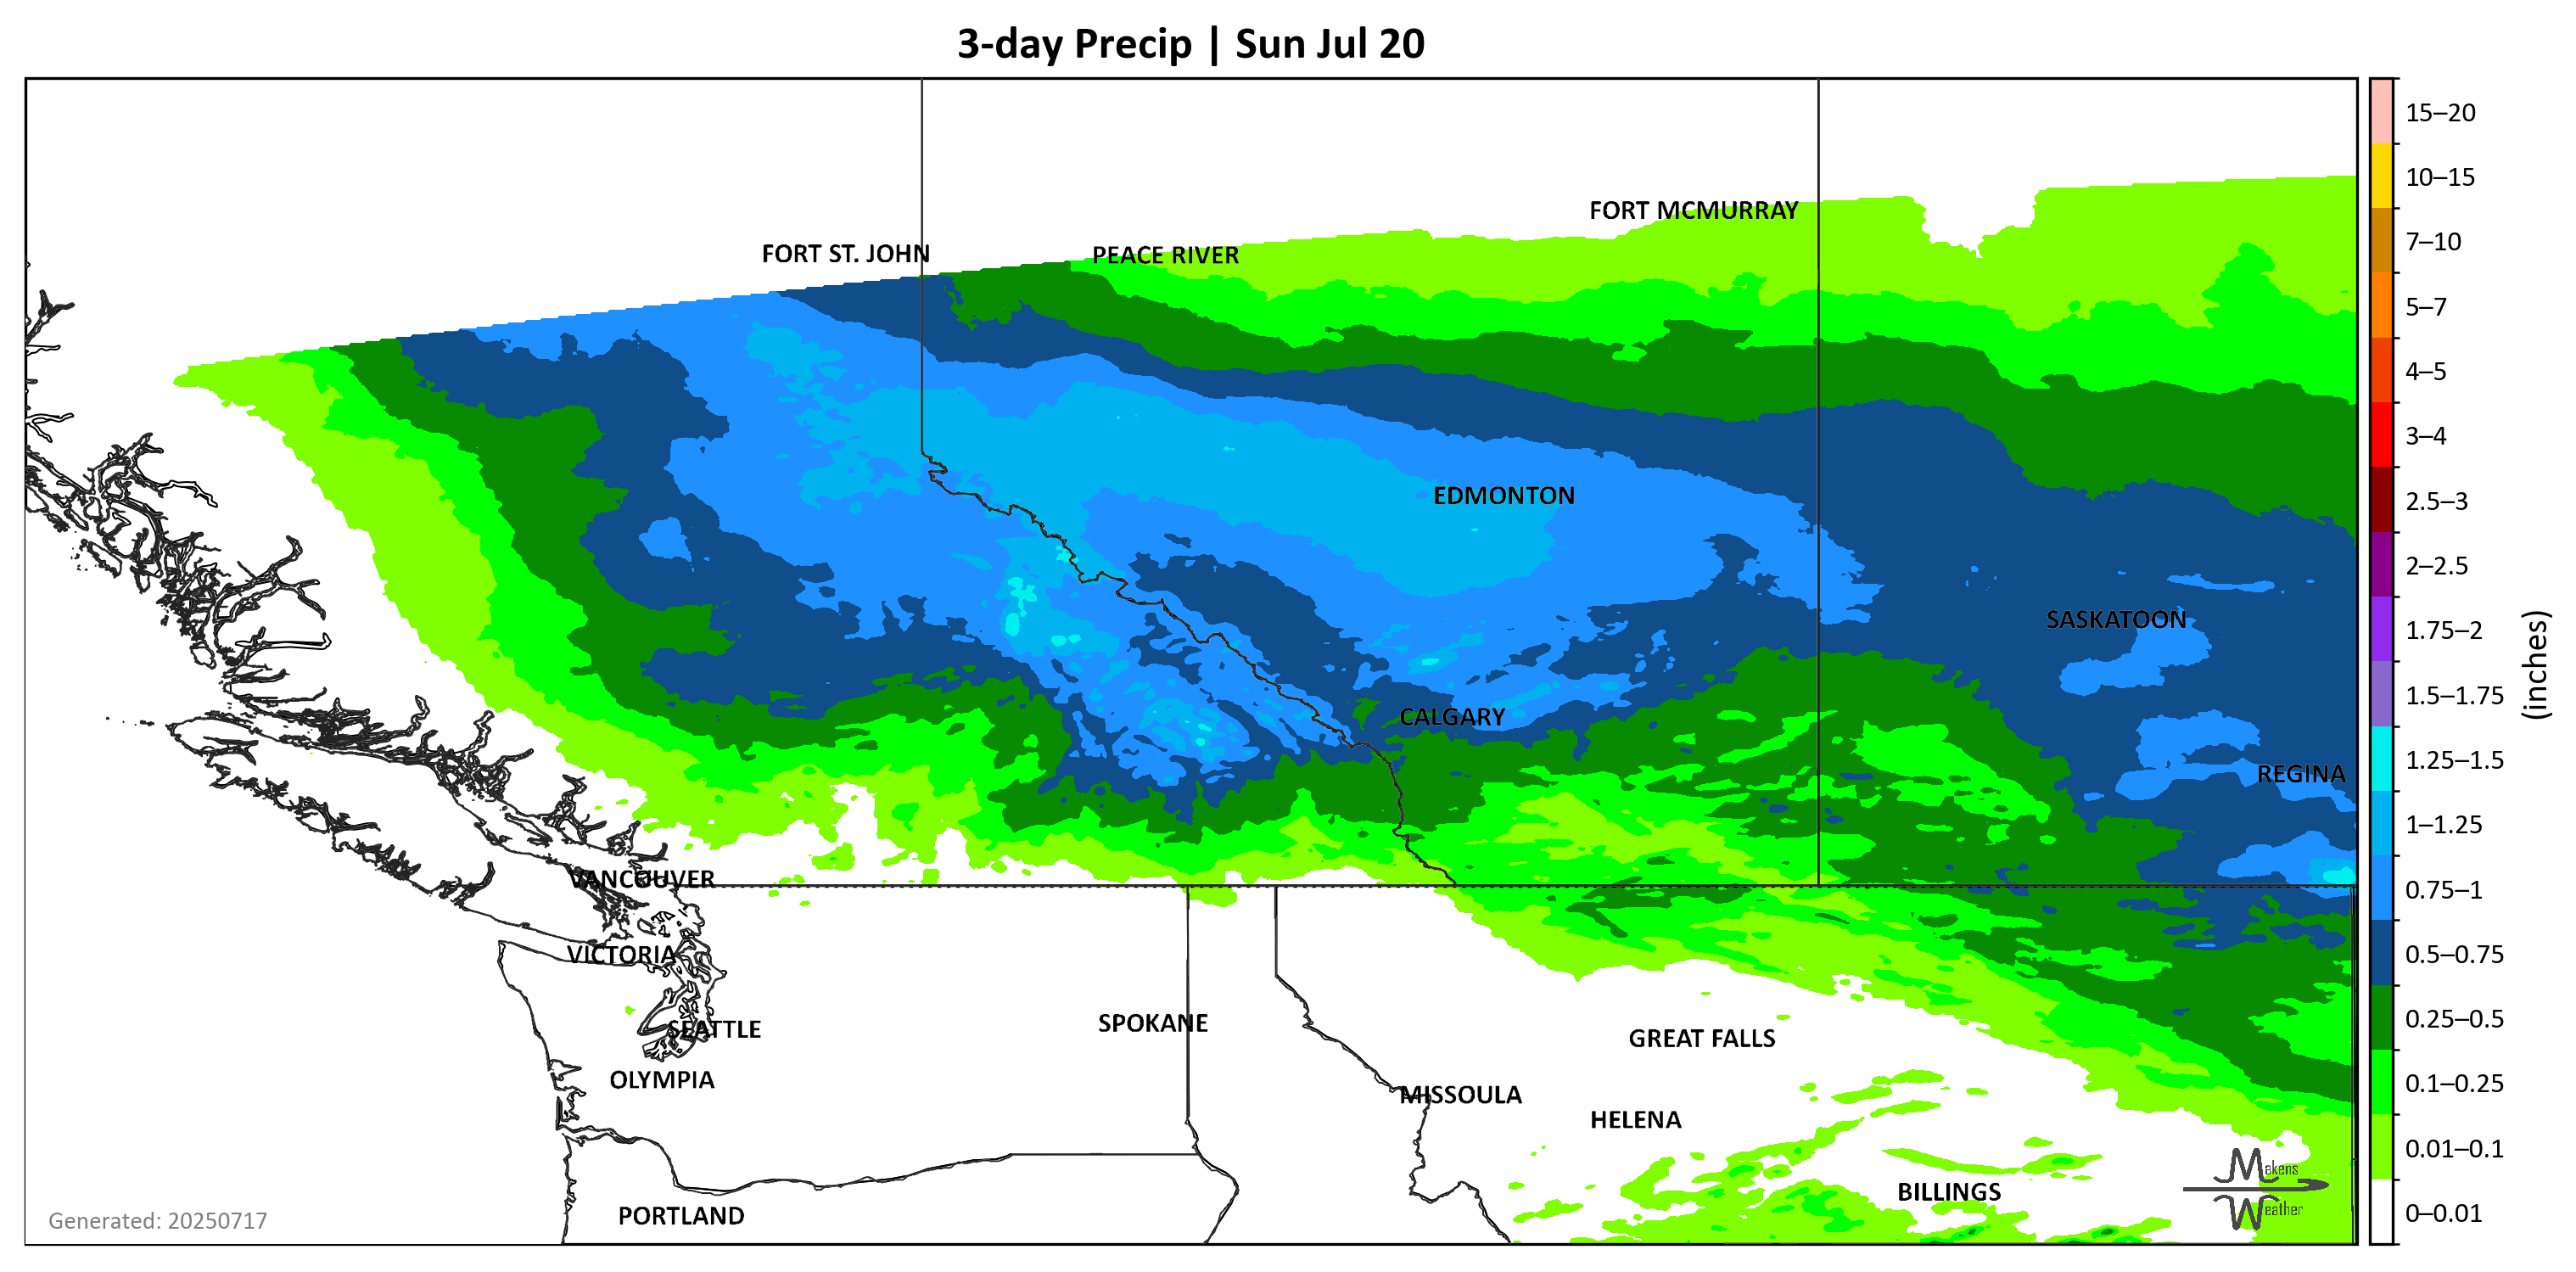 3-day Precip | Sun Jul 20
15–20
10–15
7–10
5–7
4–5
3–4
2.5–3
2–2.5
1.75–2
1.5–1.75
1.25–1.5
1–1.25
0.75–1
0.5–0.75
0.25–0.5
0.1–0.25
0.01–0.1
0–0.01
(inches)
FORT MCMURRAY
FORT ST. JOHN
PEACE RIVER
EDMONTON
SASKATOON
CALGARY
REGINA
VANCOUVER
VICTORIA
SEATTLE
SPOKANE
GREAT FALLS
OLYMPIA
MISSOULA
HELENA
BILLINGS
PORTLAND
Makens
Weather
Generated: 20250717